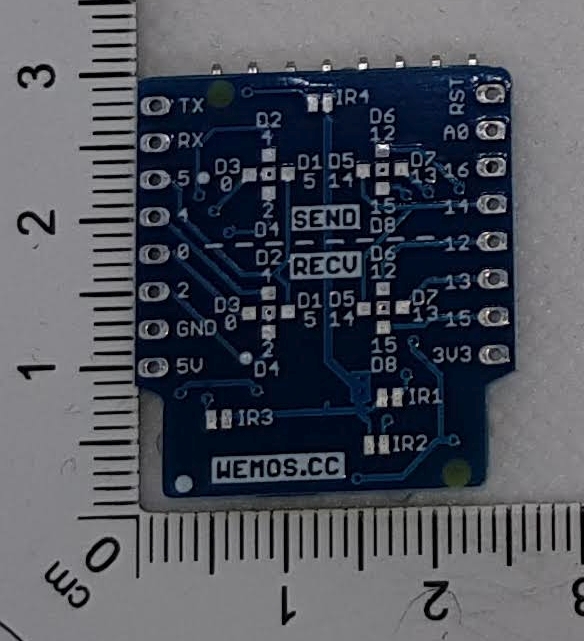 3
2
1
0
cm
1
2
3
TX
RX
5
4
0
2
GND
5V
RST
A0
16
14
12
13
15
3V3
IR4
D2
4
D3
0
D1
5
2
D4
D6
12
D5
14
D7
13
15
D8
SEND
RECV
D2
4
D3
0
D1
5
2
D4
D6
12
D5
14
D7
13
15
D8
IR1
IR3
IR2
WEMOS.CC